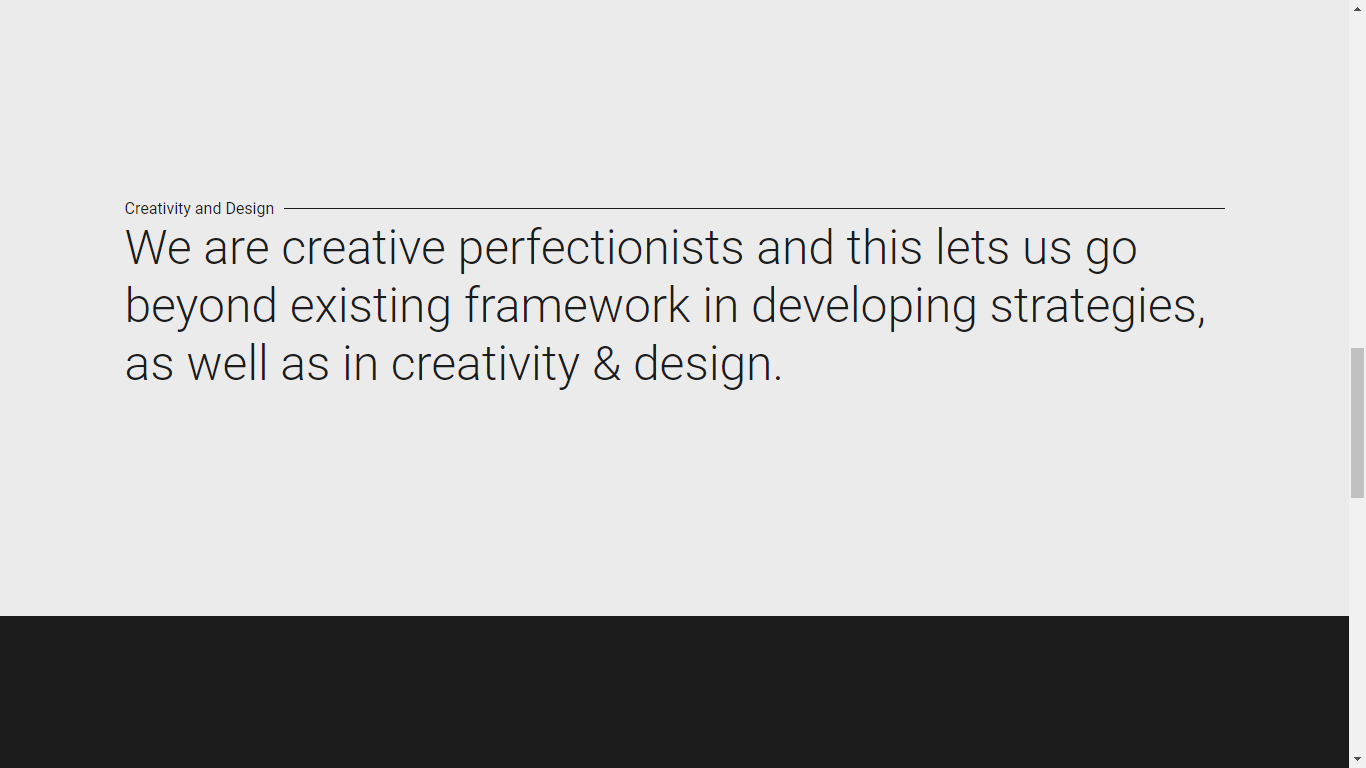 Creativity and Design
We are creative perfectionists and this lets us go
beyond existing framework in developing strategies,
as well as in creativity & design.